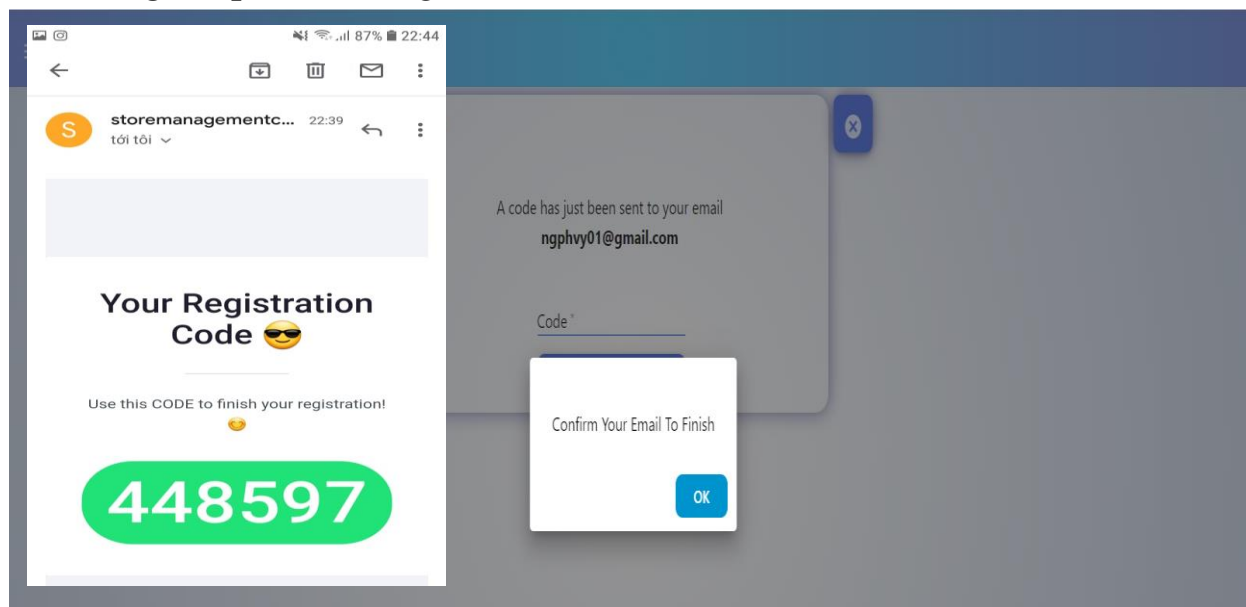 87% 22:44
S
storemanagementc... 22:39
tới tôi
Your Registration
Code 😎
Use this CODE to finish your registration!
😊
448597
A code has just been sent to your email
ngphvy01@gmail.com
Code *
Confirm Your Email To Finish
OK